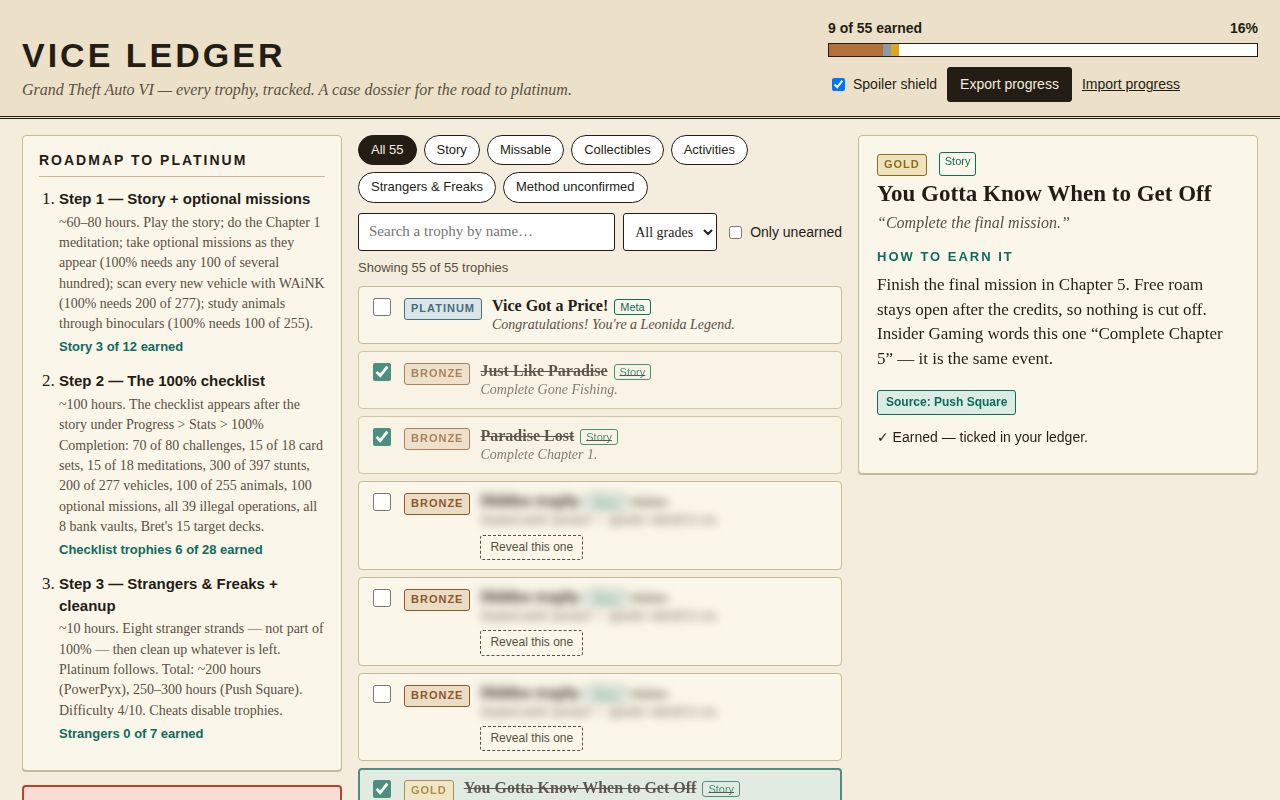 VICE LEDGER
Grand Theft Auto VI — every trophy, tracked. A case dossier for the road to platinum.
9 of 55 earned 16%
Spoiler shield Export progress Import progress
ROADMAP TO PLATINUM
1. Step 1 — Story + optional missions
~60–80 hours. Play the story; do the Chapter 1
meditation; take optional missions as they
appear (100% needs any 100 of several
hundred); scan every new vehicle with WAiNK
(100% needs 200 of 277); study animals
through binoculars (100% needs 100 of 255).
Story 3 of 12 earned
2. Step 2 — The 100% checklist
~100 hours. The checklist appears after the
story under Progress > Stats > 100%
Completion: 70 of 80 challenges, 15 of 18 card
sets, 15 of 18 meditations, 300 of 397 stunts,
200 of 277 vehicles, 100 of 255 animals, 100
optional missions, all 39 illegal operations, all
8 bank vaults, Bret's 15 target decks.
Checklist trophies 6 of 28 earned
3. Step 3 — Strangers & Freaks +
cleanup
~10 hours. Eight stranger strands — not part of
100% — then clean up whatever is left.
Platinum follows. Total: ~200 hours
(PowerPyx), 250–300 hours (Push Square).
Difficulty 4/10. Cheats disable trophies.
Strangers 0 of 7 earned
All 55 Story Missable Collectibles Activities
Strangers & Freaks Method unconfirmed
Search a trophy by name… All grades Only unearned
Showing 55 of 55 trophies
PLATINUM Vice Got a Price! Meta
Congratulations! You're a Leonida Legend.
BRONZE Just Like Paradise Story
Complete Gone Fishing.
BRONZE Paradise Lost Story
Complete Chapter 1.
BRONZE
Reveal this one
BRONZE
Reveal this one
BRONZE
Reveal this one
GOLD You Gotta Know When to Get Off Story
GOLD Story
You Gotta Know When to Get Off
“Complete the final mission.”
HOW TO EARN IT
Finish the final mission in Chapter 5. Free roam
stays open after the credits, so nothing is cut off.
Insider Gaming words this one “Complete Chapter
5” — it is the same event.
Source: Push Square
✓ Earned — ticked in your ledger.